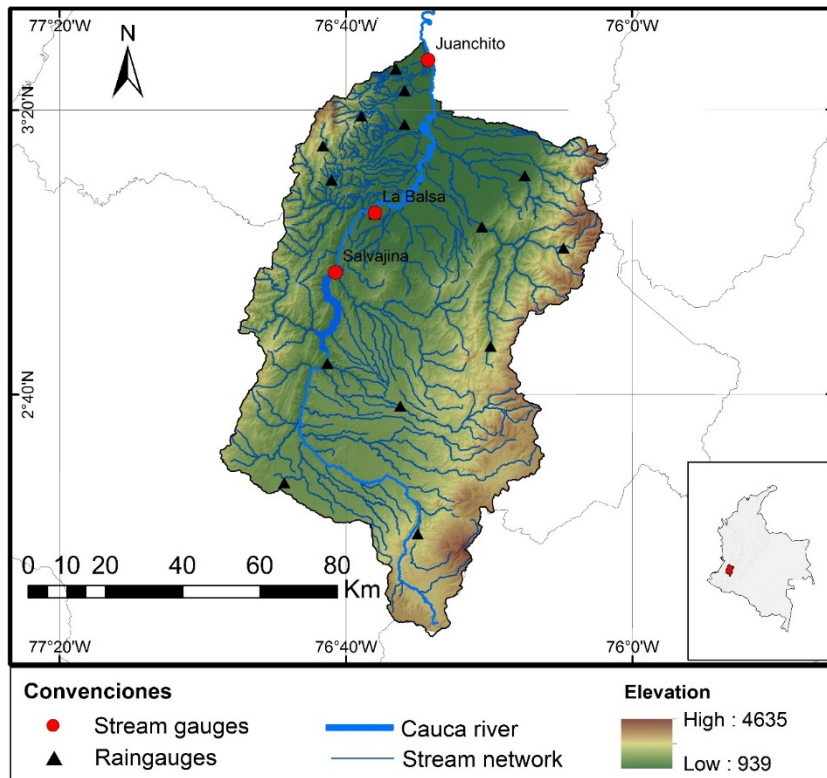 77°20'W
76°40'W
76°0'W
N
Juanchito
3°20'N
La Balsa
Salvajina
2°40'N
0 10 20 40 60 80
Km
77°20'W
76°40'W
76°0'W
Convenciones
Elevation
Stream gauges
Cauca river
High : 4635
Raingauges
Stream network
Low : 939